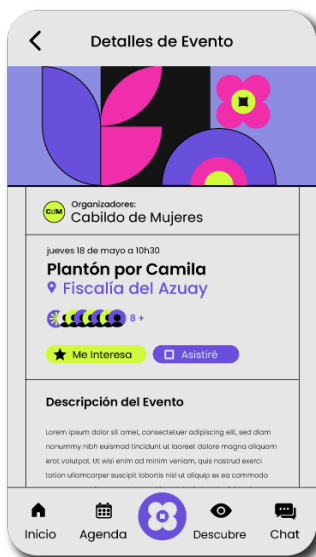 Detalles de Evento
CdM
Organizadores:
Cabildo de Mujeres
jueves 18 de mayo a 10h30
Plantón por Camila
Fiscalía del Azuay
8 +
Me Interesa
Asistiré
Descripción del Evento
Lorem ipsum dolor sit amet, consectetuer adipiscing elit, sed diam
nonummy nibh euismod tincidunt ut laoreet dolore magna aliquam
erat volutpat. Ut wisi enim ad minim veniam, quis nostrud exerci
tation ullamcorper suscipit lobortis nisl ut aliquip ex ea commodo
Inicio
Agenda
Descubre
Chat